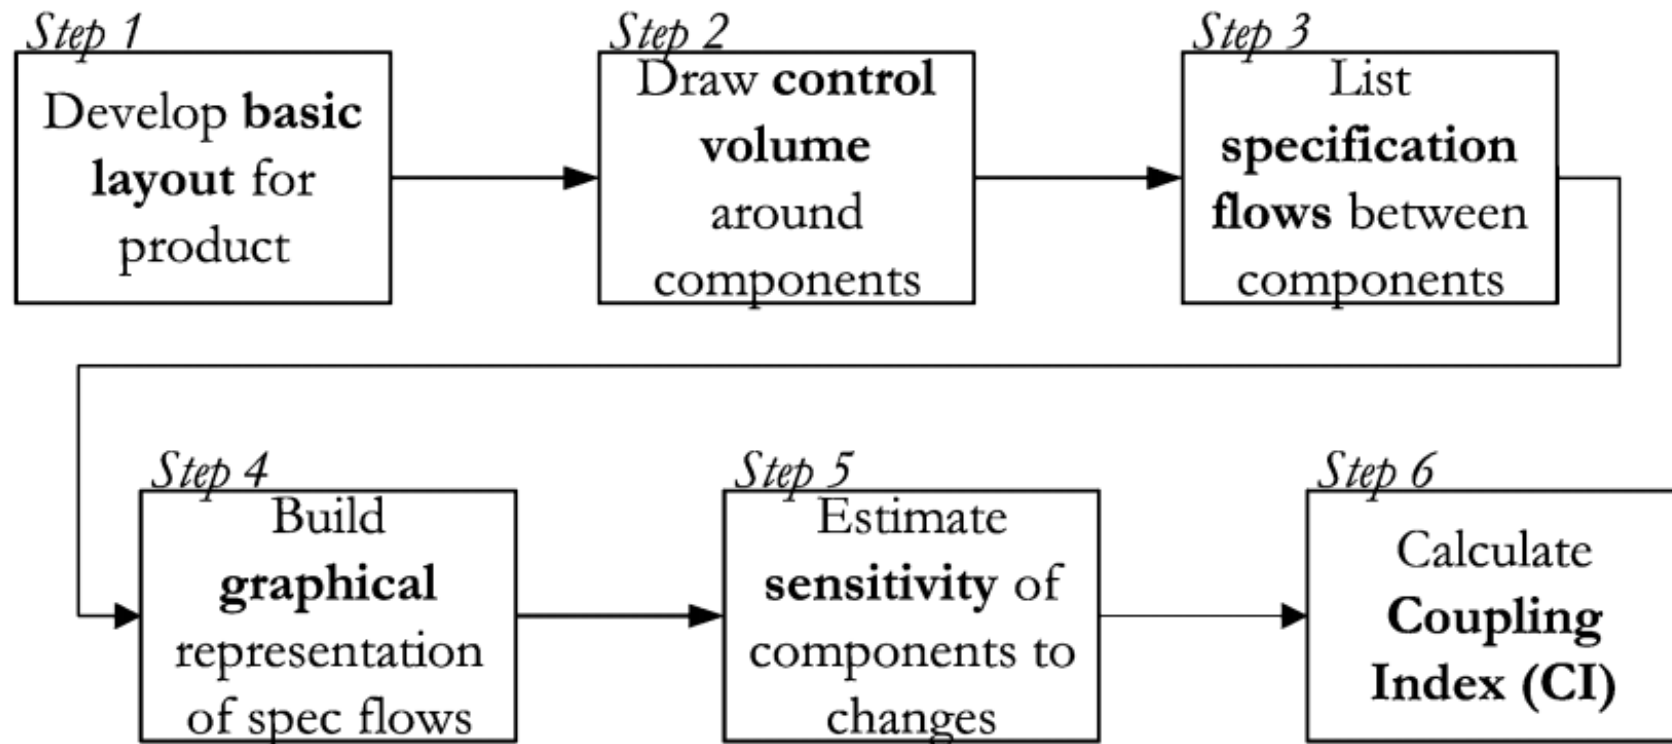 Step 1
Develop basic
layout for
product
Step 2
Draw control
volume
around
components
Step 3
List
specification
flows between
components
Step 4
Build
graphical
representation
of spec flows
Step 5
Estimate
sensitivity of
components to
changes
Step 6
Calculate
Coupling
Index (CI)